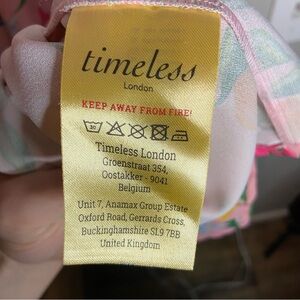 timeless
London
KEEP AWAY FROM FIRE!
30
Timeless London
Groenstraat 354,
Oostakker - 9041
Belgium
Unit 7, Anamax Group Estate
Oxford Road, Gerrards Cross,
Buckinghamshire SL9 7BB
United Kingdom